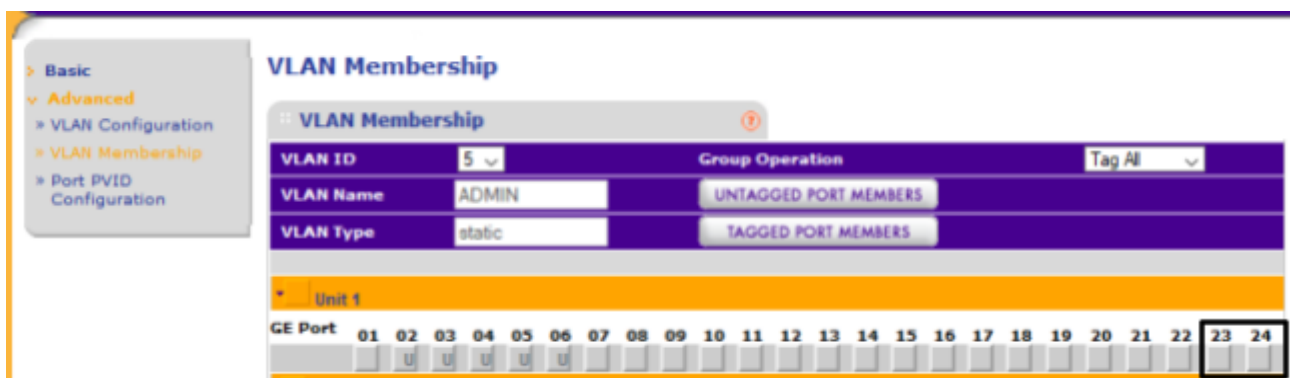 VLAN Membership
Basic
Advanced
» VLAN Configuration
» VLAN Membership
» Port PVID
Configuration
VLAN Membership
VLAN ID 5 Group Operation Tag All
VLAN Name ADMIN UNTAGGED PORT MEMBERS
VLAN Type static TAGGED PORT MEMBERS
Unit 1
GE Port 01 02 03 04 05 06 07 08 09 10 11 12 13 14 15 16 17 18 19 20 21 22 23 24
U U U U U